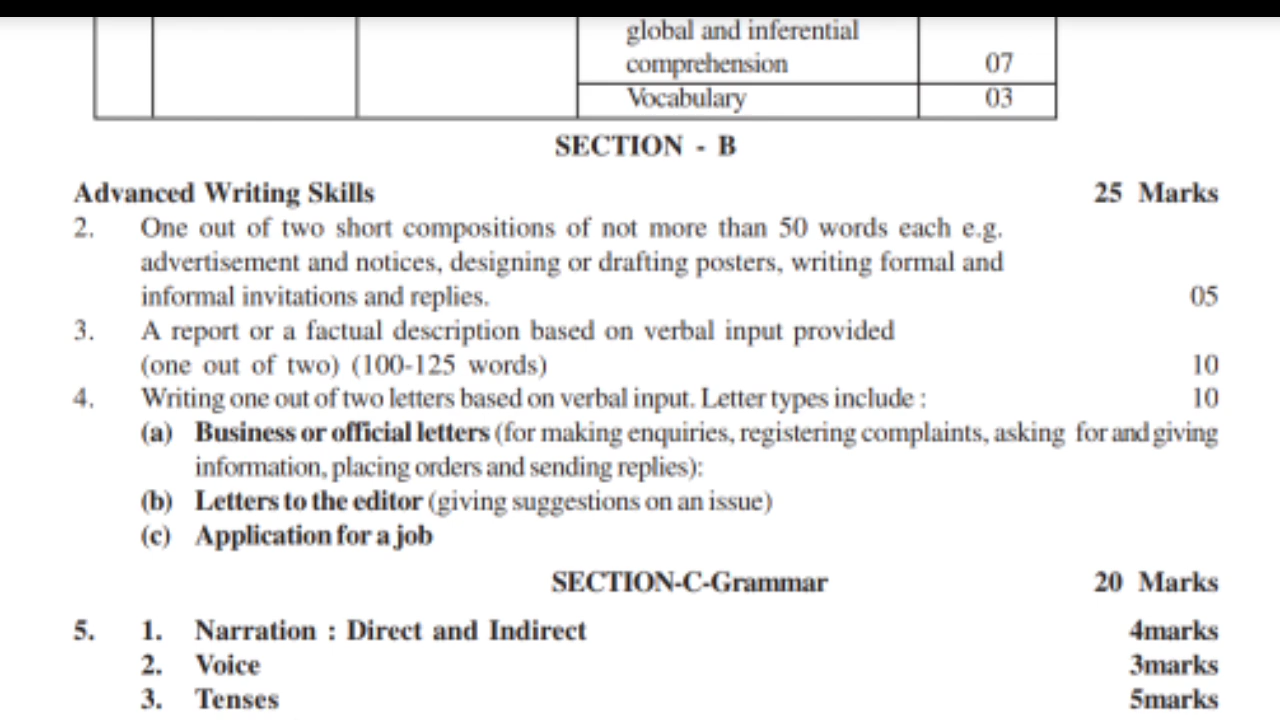 global and inferential
comprehension 07
Vocabulary 03
SECTION - B
Advanced Writing Skills 25 Marks
2. One out of two short compositions of not more than 50 words each e.g.
advertisement and notices, designing or drafting posters, writing formal and
informal invitations and replies. 05
3. A report or a factual description based on verbal input provided
(one out of two) (100-125 words) 10
4. Writing one out of two letters based on verbal input. Letter types include : 10
(a) Business or official letters (for making enquiries, registering complaints, asking for and giving
information, placing orders and sending replies):
(b) Letters to the editor (giving suggestions on an issue)
(c) Application for a job
SECTION-C-Grammar 20 Marks
5. 1. Narration : Direct and Indirect 4marks
2. Voice 3marks
3. Tenses 5marks